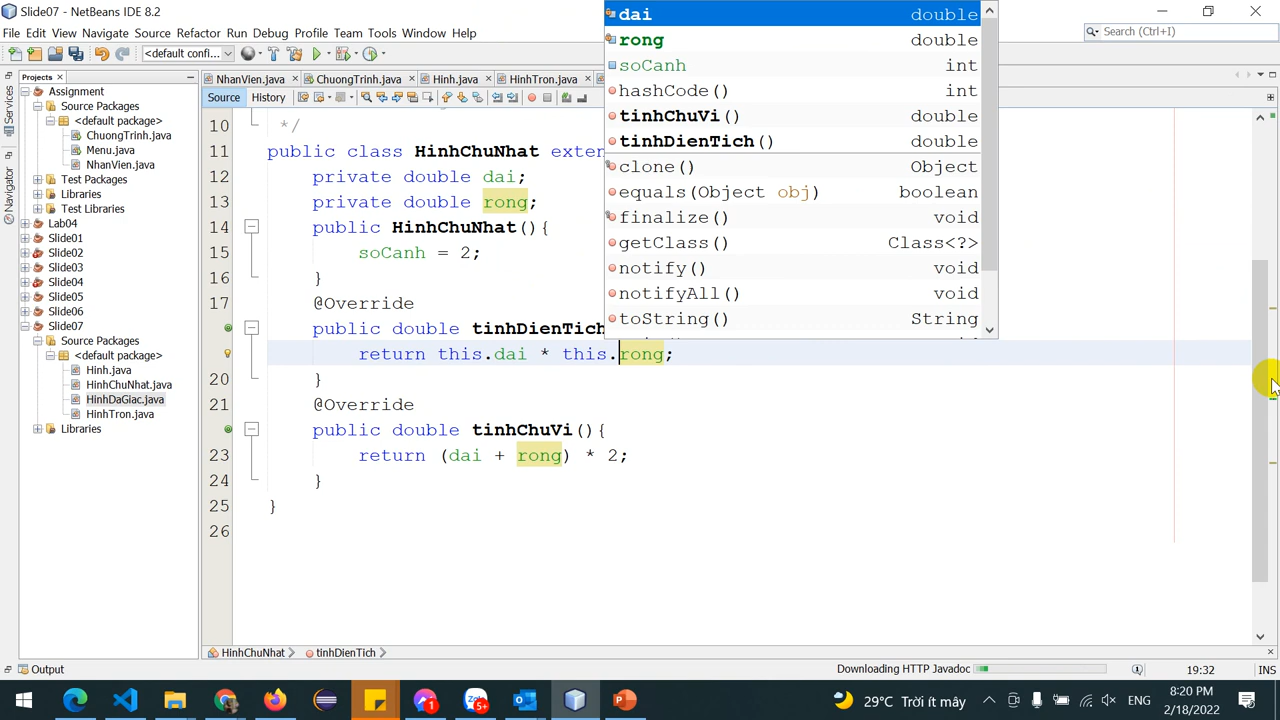 Slide07 - NetBeans IDE 8.2
File Edit View Navigate Source Refactor Run Debug Profile Team Tools Window Help
Search (Ctrl+I)
<default confi...
Projects
NhanVien.java ChuongTrinh.java Hinh.java HinhTron.java
Services
Navigator
Source History
Assignment
Source Packages
<default package>
ChuongTrinh.java
Menu.java
NhanVien.java
Test Packages
Libraries
Test Libraries
Lab04
Slide01
Slide02
Slide03
Slide04
Slide05
Slide06
Slide07
Source Packages
<default package>
Hinh.java
HinhChuNhat.java
HinhDaGiac.java
HinhTron.java
Libraries
10 */
11 public class HinhChuNhat exten
12 private double dai;
13 private double rong;
14 public HinhChuNhat(){
15 soCanh = 2;
16 }
17 @Override
public double tinhDienTich
return this.dai * this.rong;
20 }
21 @Override
public double tinhChuVi(){
23 return (dai + rong) * 2;
24 }
25 }
26
dai double
rong double
soCanh int
hashCode() int
tinhChuVi() double
tinhDienTich() double
clone() Object
equals(Object obj) boolean
finalize() void
getClass() Class<?>
notify() void
notifyAll() void
toString() String
HinhChuNhat tinhDienTich
Output
Downloading HTTP Javadoc
19:32 INS
29°C Trời ít mây
ENG
8:20 PM
2/18/2022
1
5+